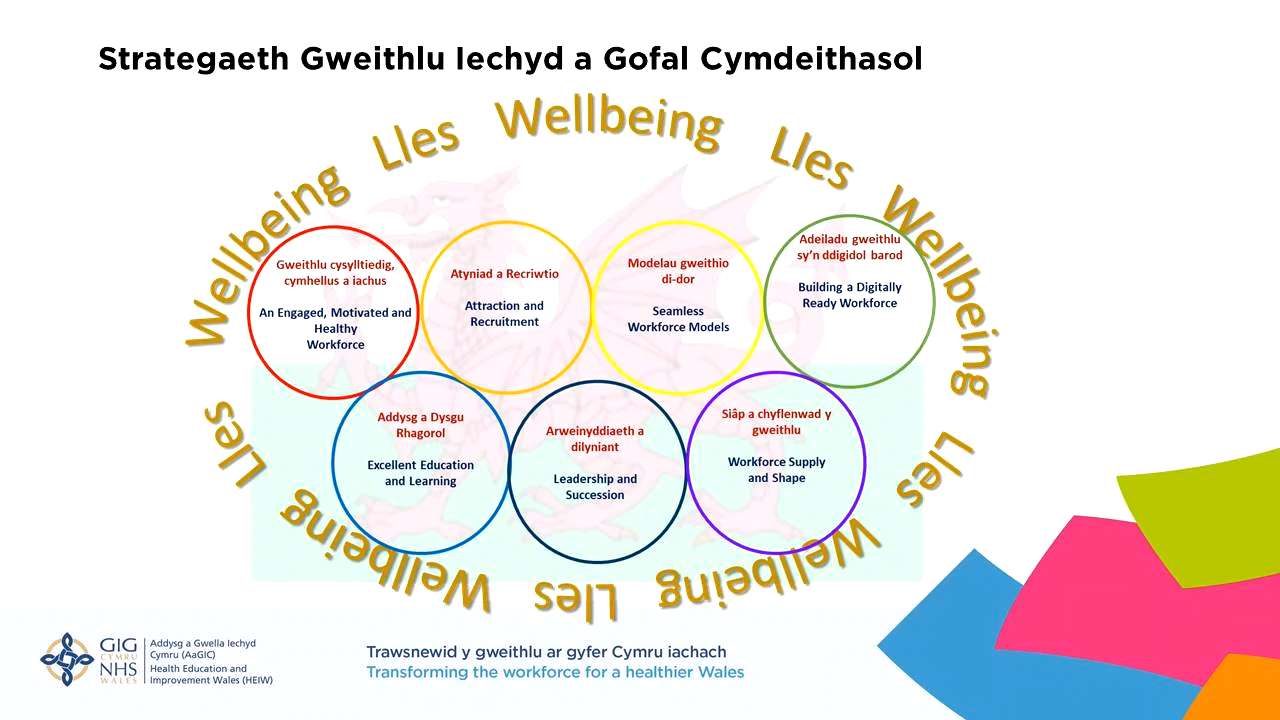 Strategaeth Gweithlu Iechyd a Gofal Cymdeithasol
Wellbeing Lles Wellbeing Lles Wellbeing Lles Wellbeing Lles Wellbeing Lles
Gweithlu cysylltiedig,
cymhellus a iachus
An Engaged, Motivated and
Healthy
Workforce
Atyniad a Recriwtio
Attraction and
Recruitment
Modelau gweithio
di-dor
Seamless
Workforce Models
Adeiladu gweithlu
sy'n ddigidol barod
Building a Digitally
Ready Workforce
Addysg a Dysgu
Rhagorol
Excellent Education
and Learning
Arweinyddiaeth a
dilyniant
Leadership and
Succession
Siâp a chyflenwad y
gweithlu
Workforce Supply
and Shape
GIG
CYMRU
NHS
WALES
Addysg a Gwella Iechyd
Cymru (AaGIC)
Health Education and
Improvement Wales (HEIW)
Trawsnewid y gweithlu ar gyfer Cymru iachach
Transforming the workforce for a healthier Wales